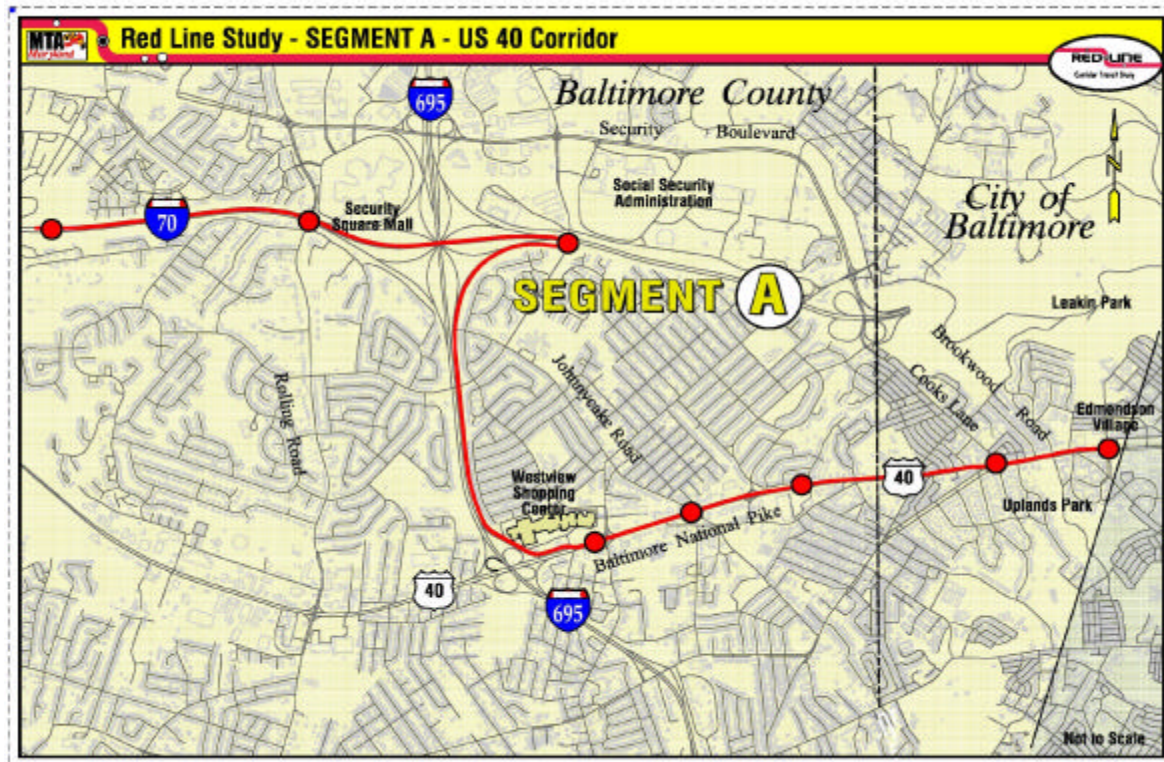 MTA
Maryland
Red Line Study - SEGMENT A - US 40 Corridor
RED LINE
Corridor Transit Study
695
Baltimore County
Security Boulevard
Social Security
Administration
City of
Baltimore
N
70
Security
Square Mall
SEGMENT A
Leakin Park
Brookwood
Road
Cooks Lane
Johnnycake Road
Rolling Road
Edmondson
Village
Westview
Shopping
Center
40
Uplands Park
Baltimore National Pike
40
695
Not to Scale